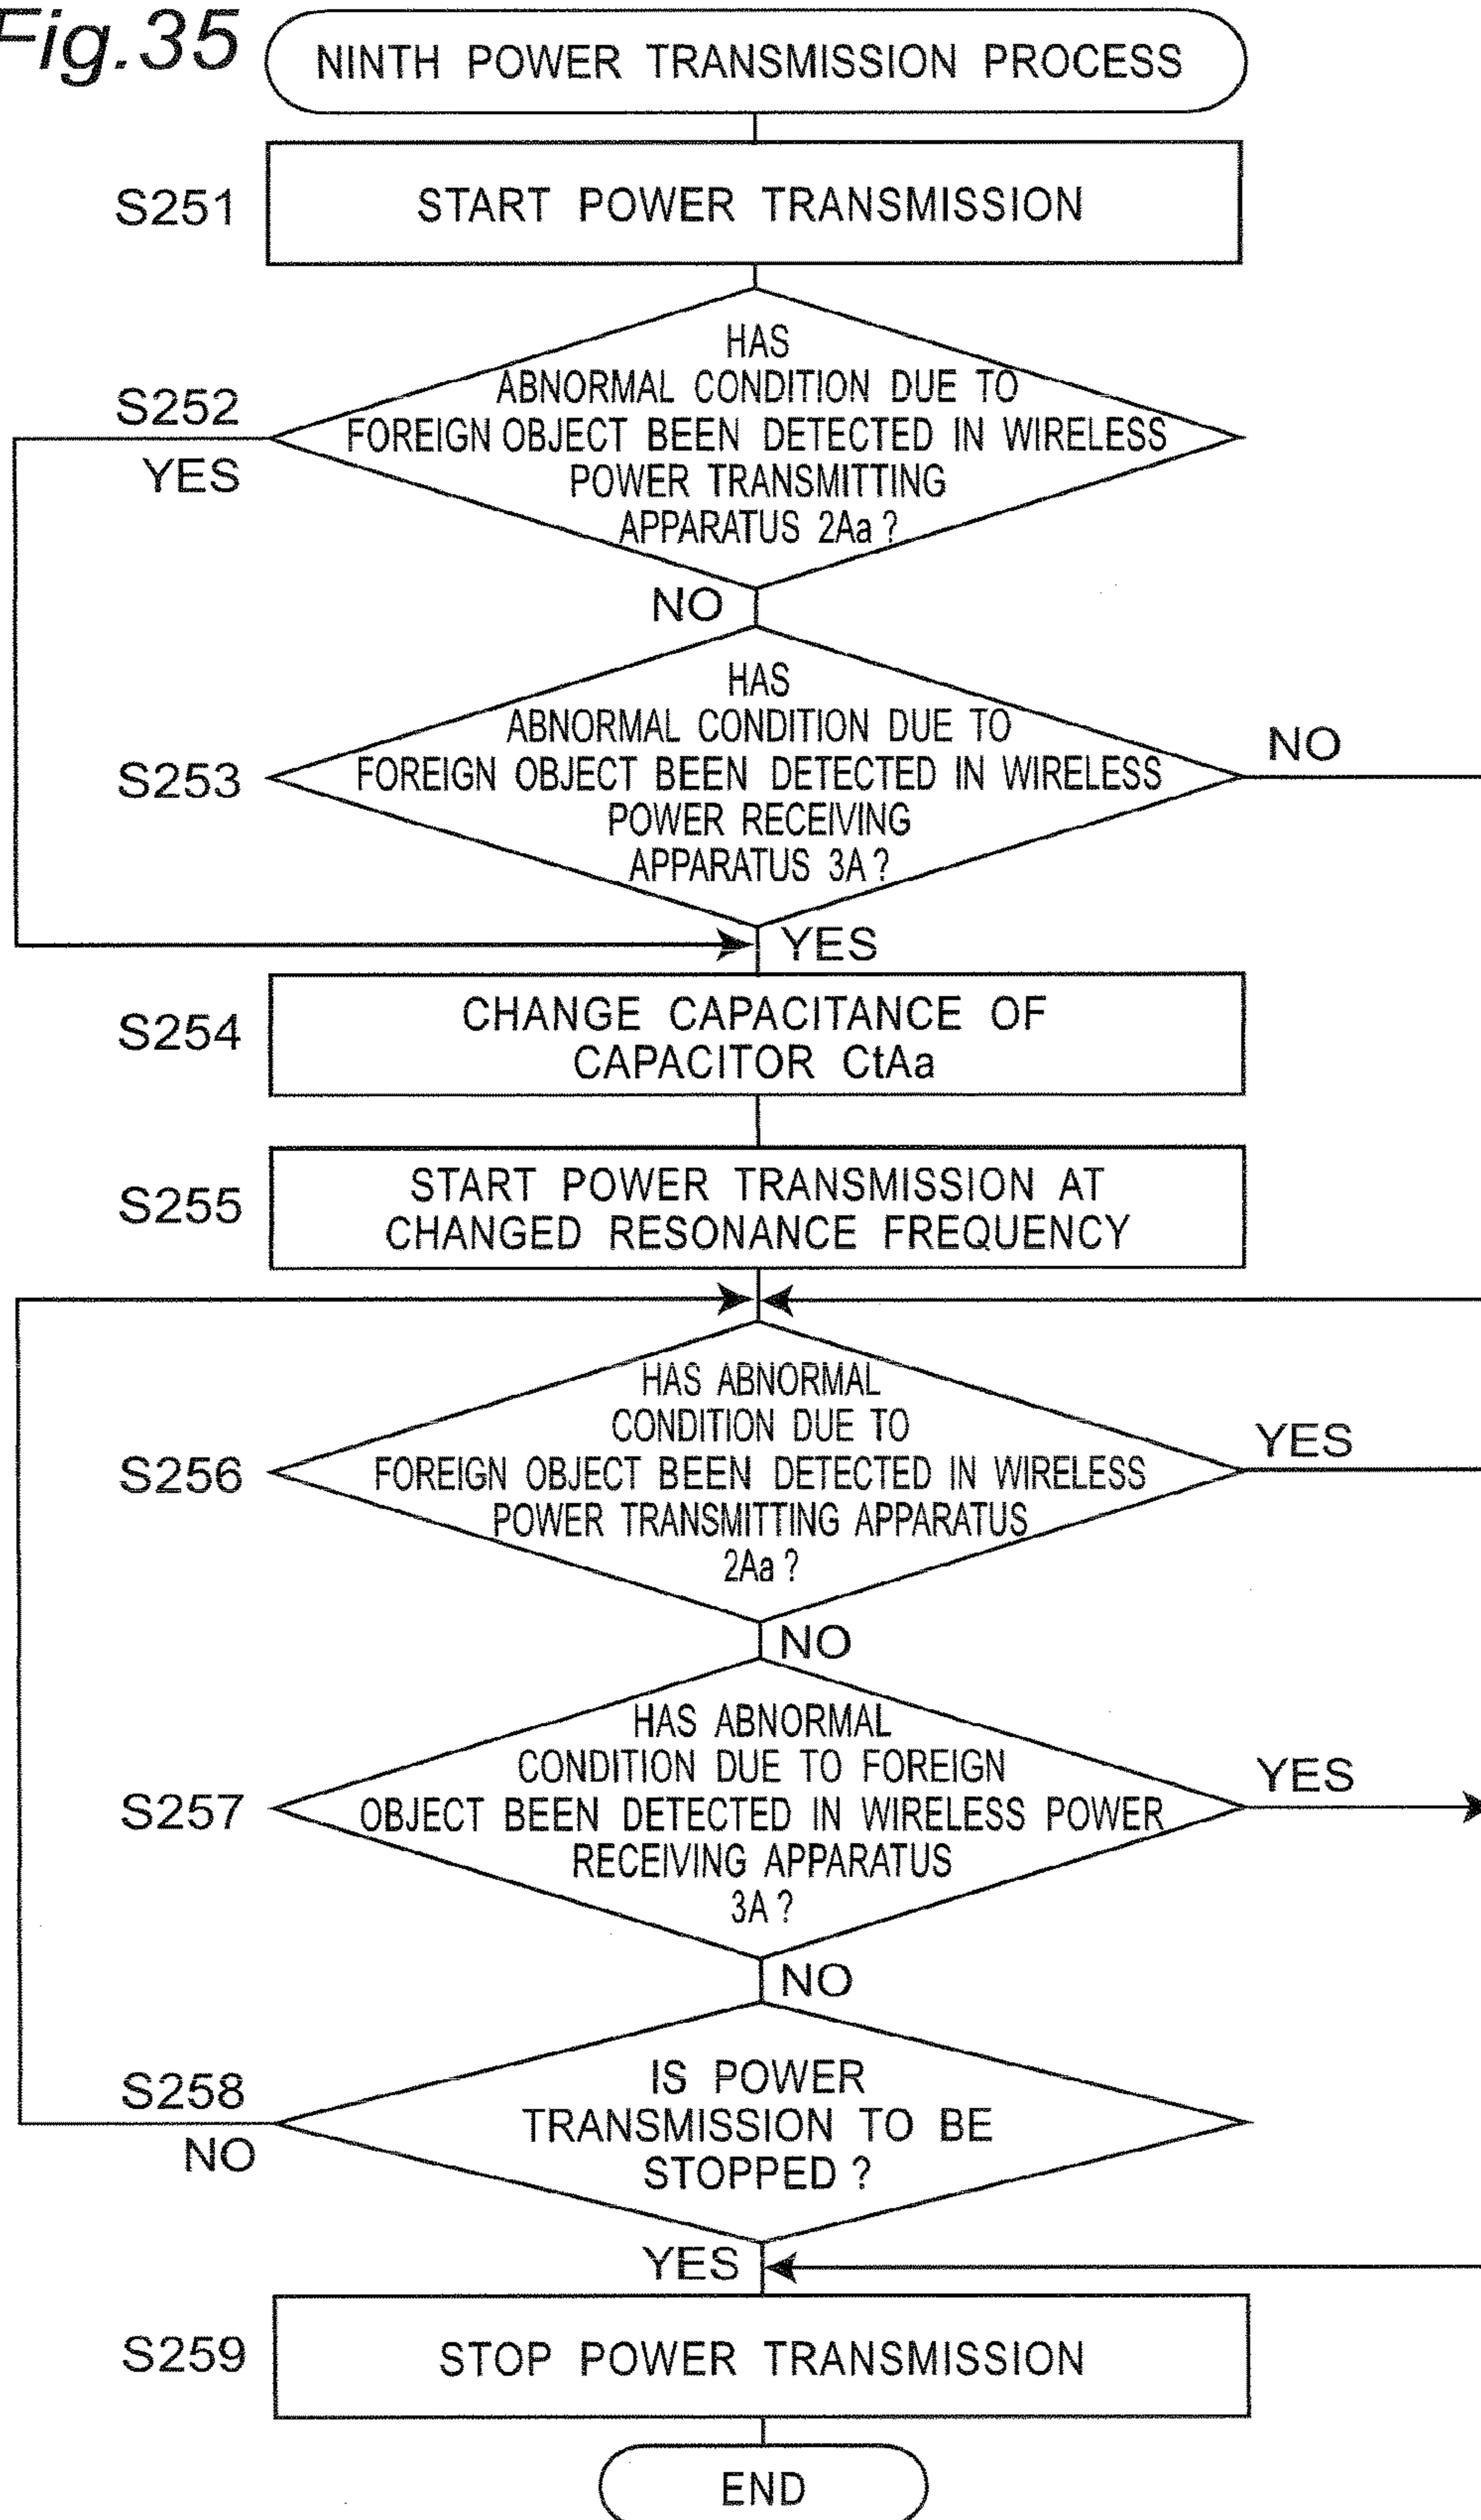 Fig.35
NINTH POWER TRANSMISSION PROCESS
S251
START POWER TRANSMISSION
S252
YES
HAS
ABNORMAL CONDITION DUE TO
FOREIGN OBJECT BEEN DETECTED IN WIRELESS
POWER TRANSMITTING
APPARATUS 2Aa ?
NO
S253
HAS
ABNORMAL CONDITION DUE TO
FOREIGN OBJECT BEEN DETECTED IN WIRELESS
POWER RECEIVING
APPARATUS 3A ?
NO
YES
S254
CHANGE CAPACITANCE OF
CAPACITOR CtAa
S255
START POWER TRANSMISSION AT
CHANGED RESONANCE FREQUENCY
S256
HAS ABNORMAL
CONDITION DUE TO
FOREIGN OBJECT BEEN DETECTED IN WIRELESS
POWER TRANSMITTING APPARATUS
2Aa ?
YES
NO
S257
HAS ABNORMAL
CONDITION DUE TO FOREIGN
OBJECT BEEN DETECTED IN WIRELESS POWER
RECEIVING APPARATUS
3A ?
YES
NO
S258
NO
IS POWER
TRANSMISSION TO BE
STOPPED ?
YES
S259
STOP POWER TRANSMISSION
END